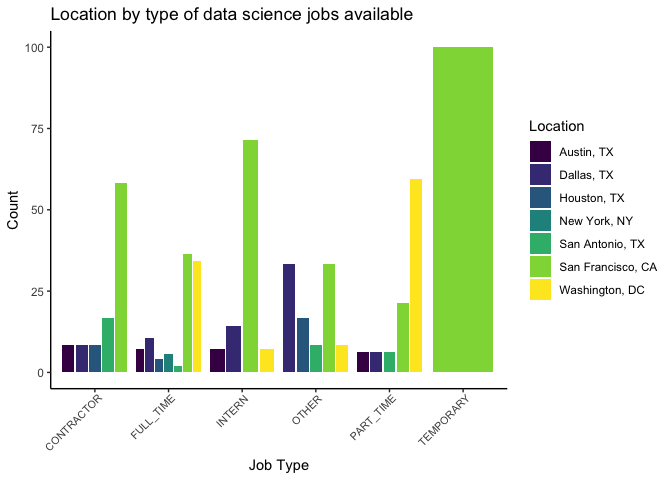 Location by type of data science jobs available
100
75
50
25
0
Count
CONTRACTOR
FULL_TIME
INTERN
OTHER
PART_TIME
TEMPORARY
Job Type
Location
Austin, TX
Dallas, TX
Houston, TX
New York, NY
San Antonio, TX
San Francisco, CA
Washington, DC